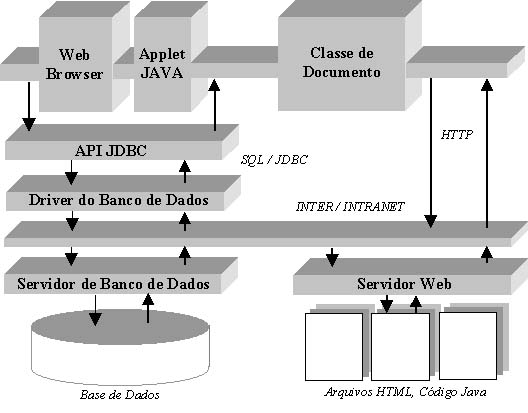 Web
Browser
Applet
JAVA
Classe de
Documento
HTTP
API JDBC
SQL / JDBC
Driver do Banco de Dados
INTER / INTRANET
Servidor de Banco de Dados
Servidor Web
Base de Dados
Arquivos HTML, Código Java